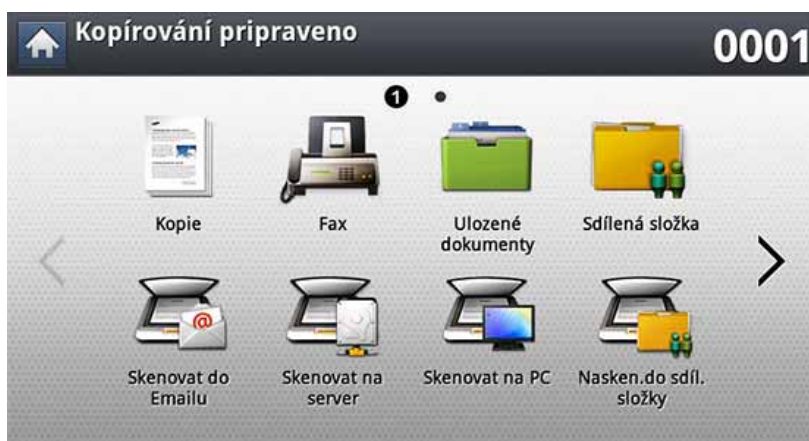 Kopírování pripraveno
0001
1
Kopie
Fax
Ulozené
dokumenty
Sdílená složka
Skenovat do
Emailu
Skenovat na
server
Skenovat na PC
Nasken.do sdíl.
složky
@